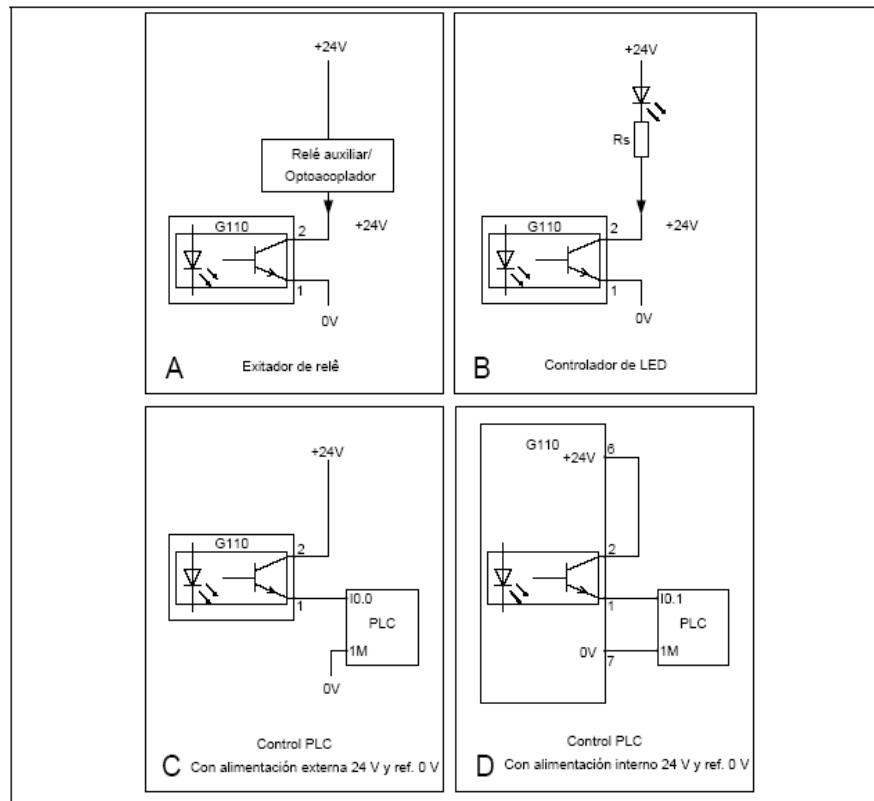 +24V
Relé auxiliar/
Optoacoplador
+24V
G110
2
1
0V
A
Exitador de relê
+24V
Rs
+24V
G110
2
1
0V
B
Controlador de LED
+24V
G110
2
1
I0.0
PLC
1M
0V
Control PLC
C Con alimentación externa 24 V y ref. 0 V
G110
+24V
6
2
1
I0.1
PLC
0V
7
1M
Control PLC
D Con alimentación interno 24 V y ref. 0 V